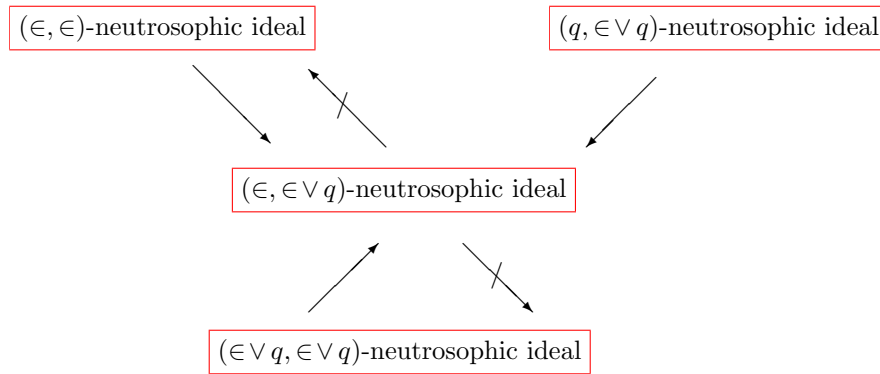 (∈, ∈)-neutrosophic ideal
(q, ∈ ∨ q)-neutrosophic ideal
(∈, ∈ ∨ q)-neutrosophic ideal
(∈ ∨ q, ∈ ∨ q)-neutrosophic ideal